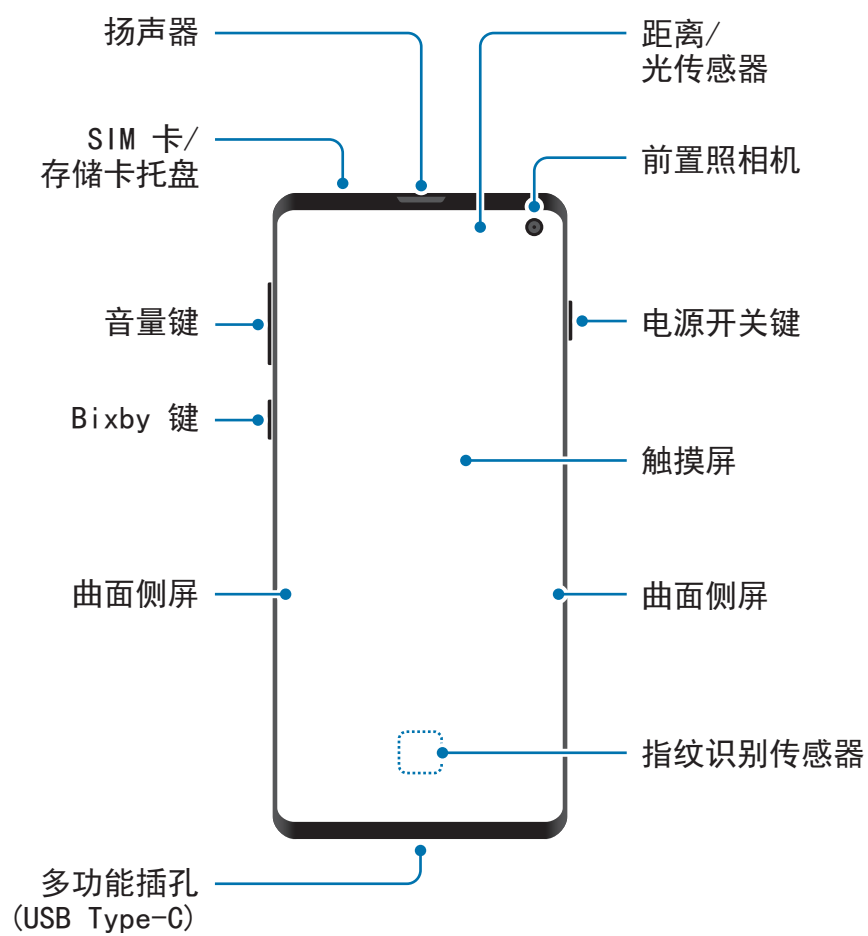 扬声器
SIM 卡/
存储卡托盘
音量键
Bixby 键
曲面侧屏
多功能插孔
(USB Type-C)
距离/
光传感器
前置照相机
电源开关键
触摸屏
曲面侧屏
指纹识别传感器